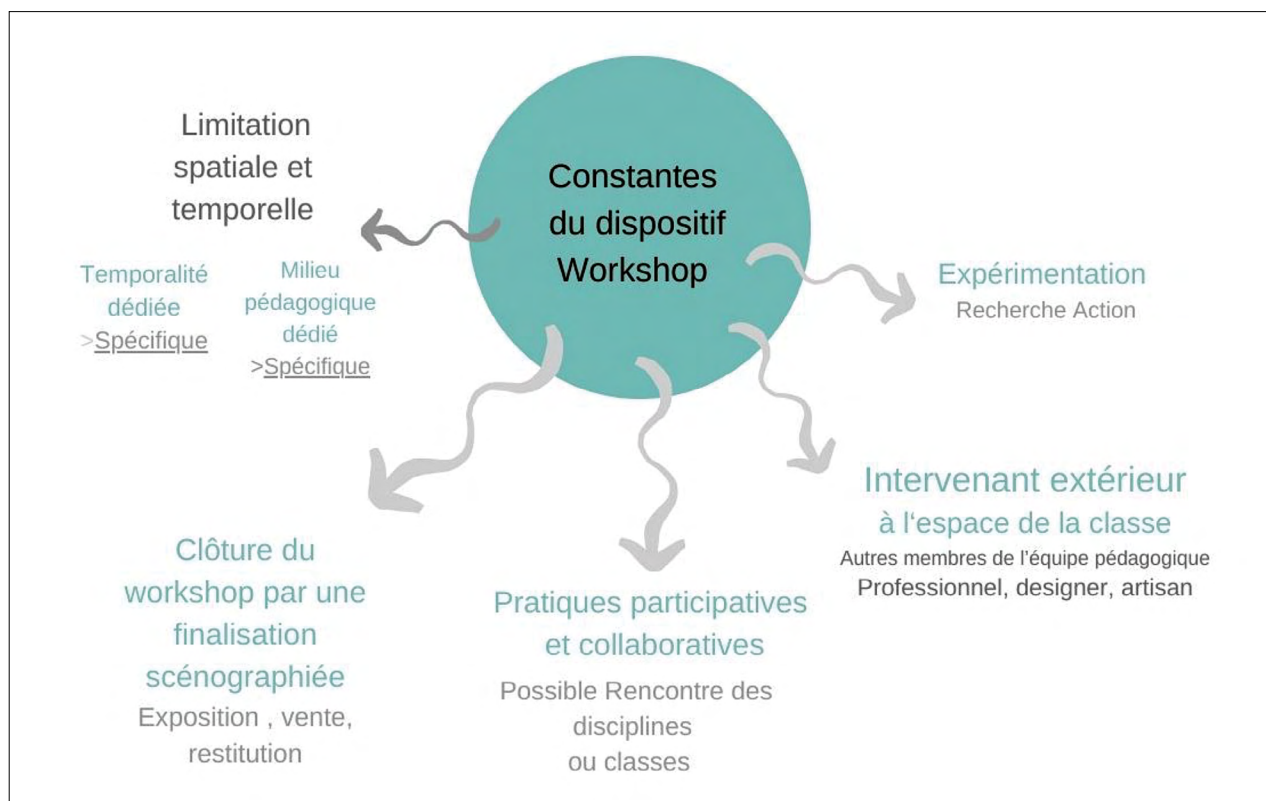 Constantes
du dispositif
Workshop
Limitation
spatiale et
temporelle
Temporalité
dédiée
>Spécifique
Milieu
pédagogique
dédié
>Spécifique
Expérimentation
Recherche Action
Intervenant extérieur
à l'espace de la classe
Autres membres de l'équipe pédagogique
Professionnel, designer, artisan
Clôture du
workshop par une
finalisation
scénographiée
Exposition , vente,
restitution
Pratiques participatives
et collaboratives
Possible Rencontre des
disciplines
ou classes